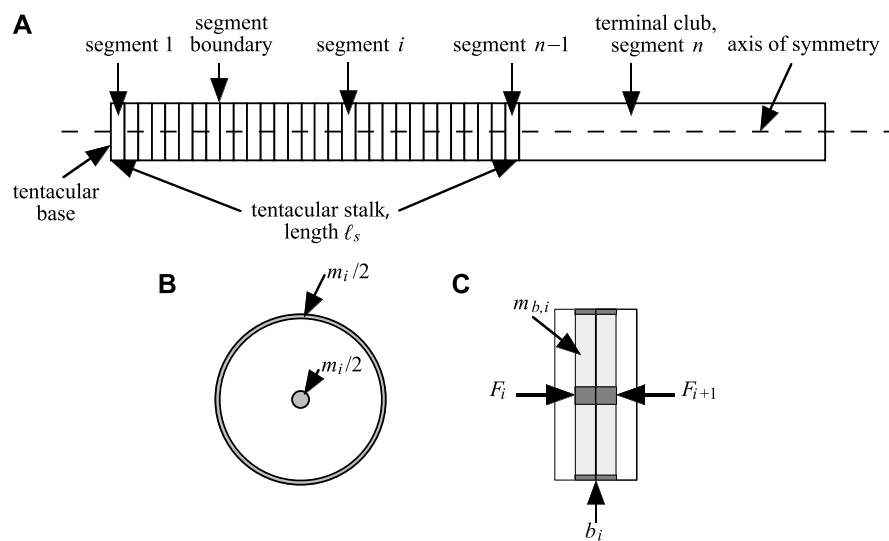 A
segment 1
segment
boundary
segment i
segment n–1
terminal club,
segment n
axis of symmetry
tentacular
base
tentacular stalk,
length ℓs
B
mi/2
mi/2
C
mb,i
Fi
Fi+1
bi